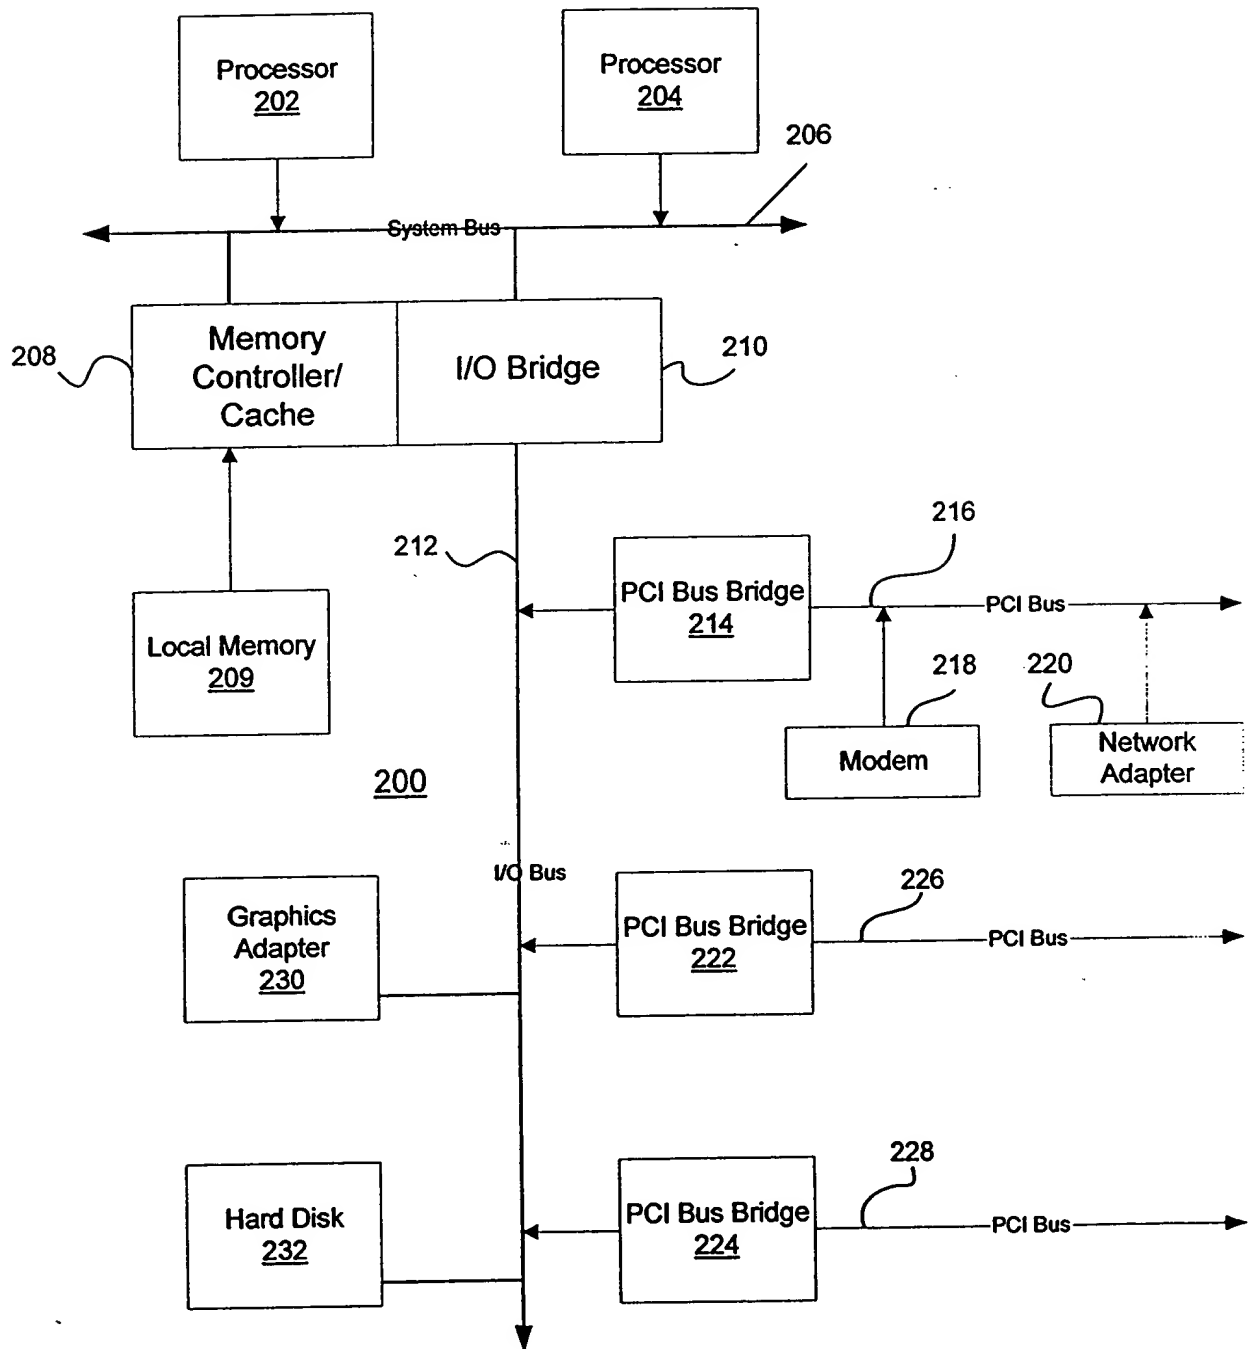 Processor
202
Processor
204
206
System Bus
208
Memory
Controller/
Cache
I/O Bridge
210
212
216
PCI Bus Bridge
214
PCI Bus
Local Memory
209
218
220
Modem
Network
Adapter
200
I/O Bus
226
Graphics
Adapter
230
PCI Bus Bridge
222
PCI Bus
228
Hard Disk
232
PCI Bus Bridge
224
PCI Bus